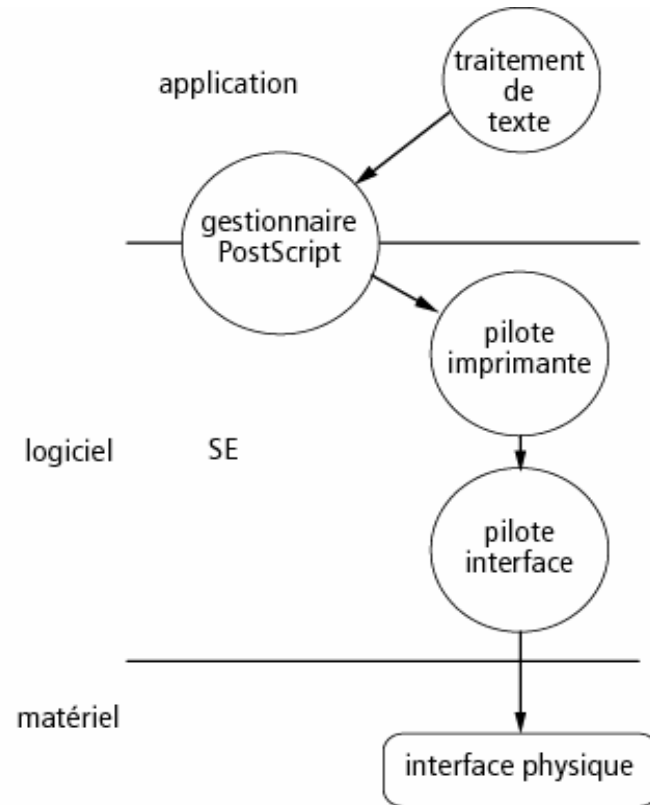 traitement
de
texte
application
gestionnaire
PostScript
pilote
imprimante
logiciel
SE
pilote
interface
matériel
interface physique